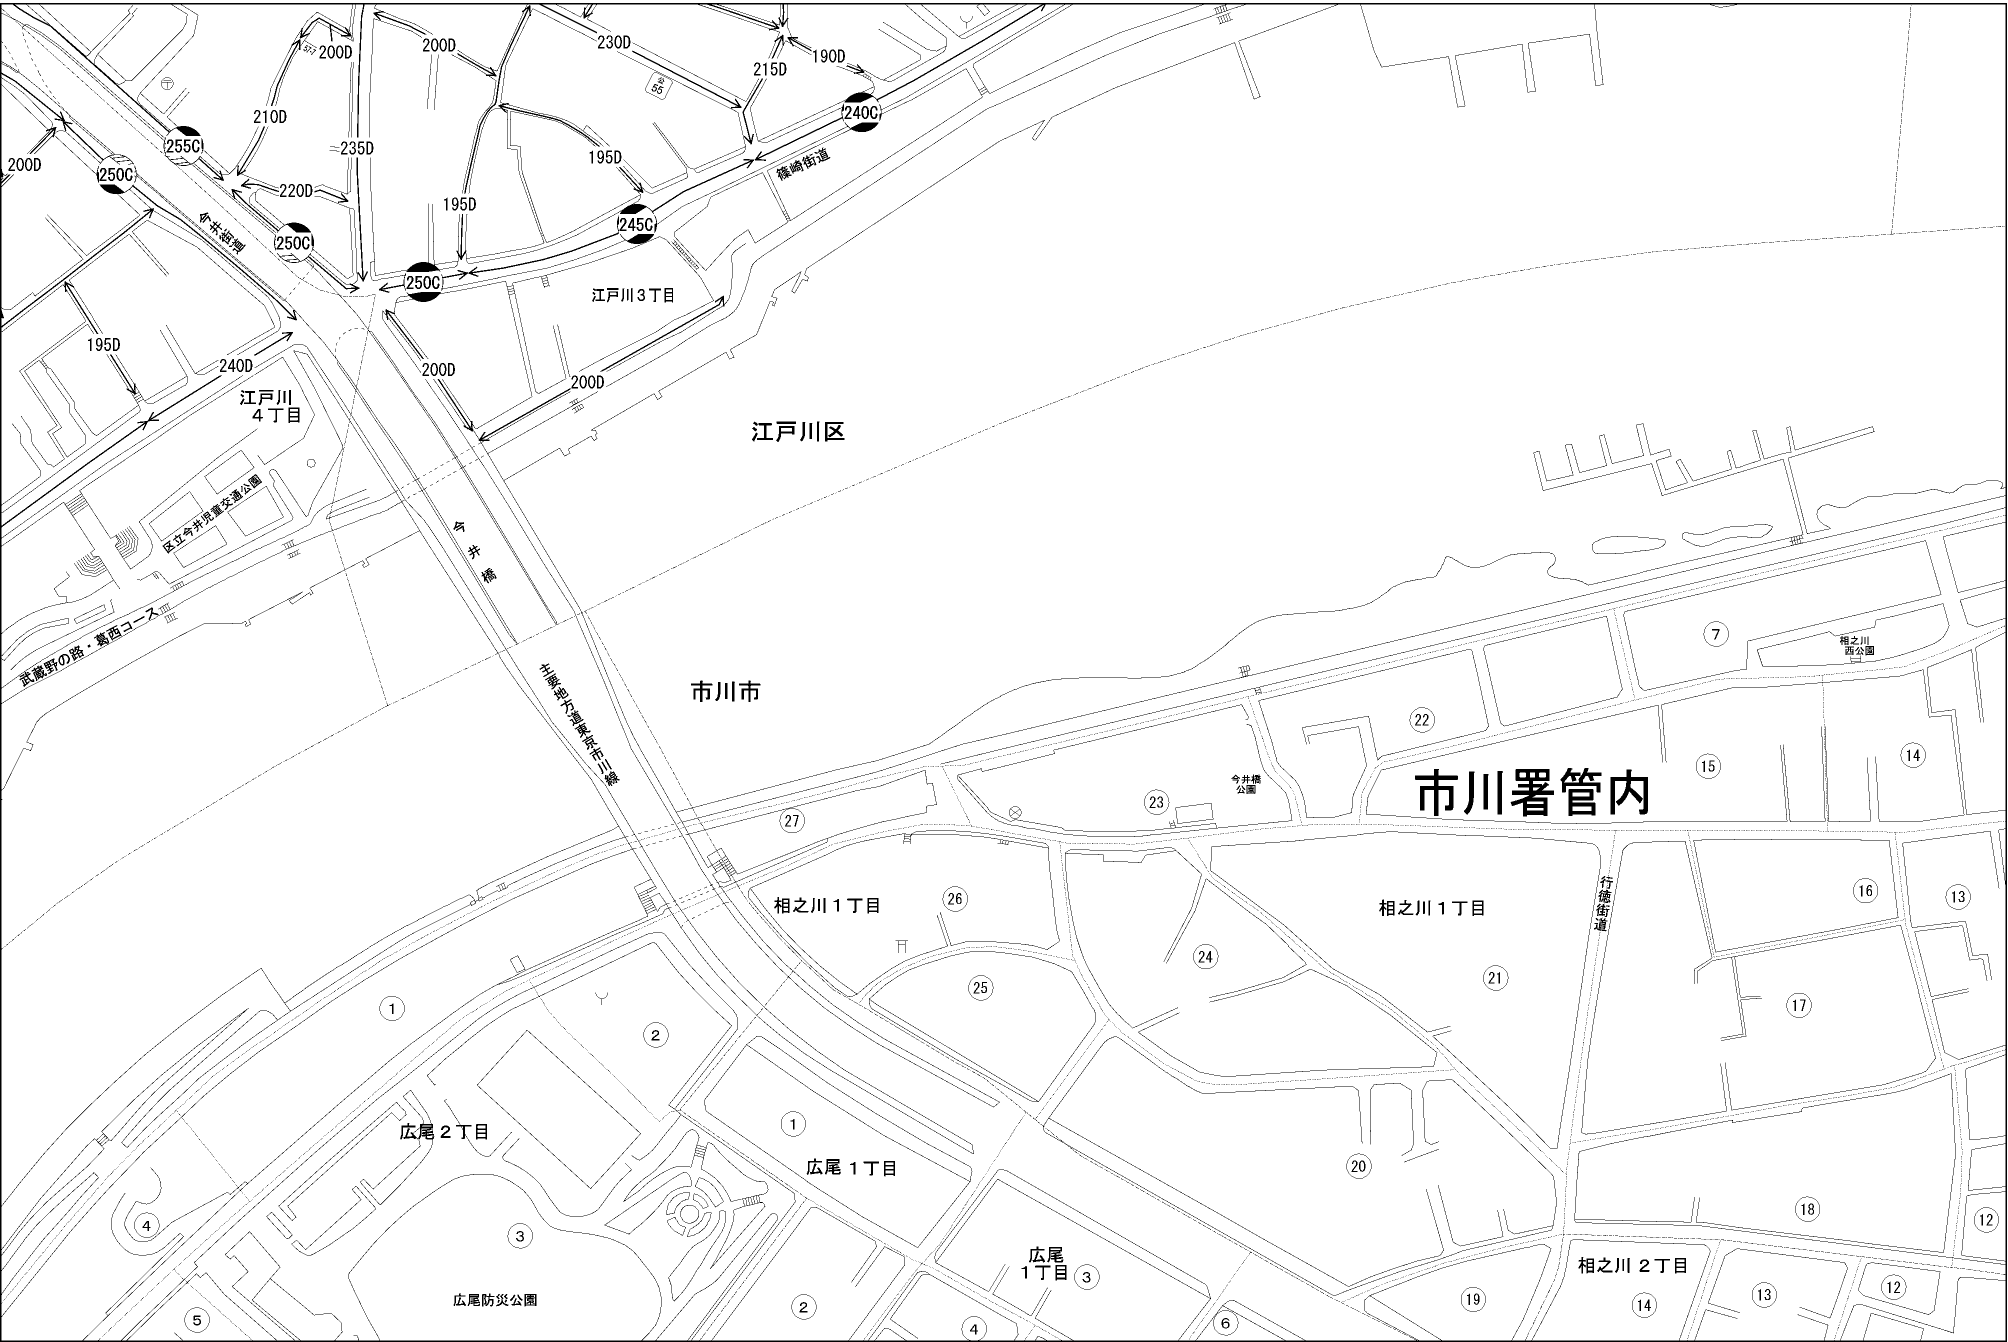 200D
57-7
200D
230D
190D
215D
公
55
210D
255C
240C
235D
200D
250C
195D
篠崎街道
220D
195D
今井街道
250C
245C
250C
江戸川３丁目
195D
240D
200D
200D
江戸川
４丁目
江戸川区
区立今井児童交通公園
今井橋
武蔵野の路・葛西コース
主要地方道東京市川線
市川市
7
相之川
西公園
22
14
15
今井橋
公園
市川署管内
23
27
16
13
26
相之川１丁目
相之川１丁目
行徳街道
24
21
25
17
1
2
1
広尾２丁目
広尾１丁目
20
18
12
4
3
広尾
１丁目
3
相之川２丁目
12
13
14
19
広尾防災公園
2
5
4
6